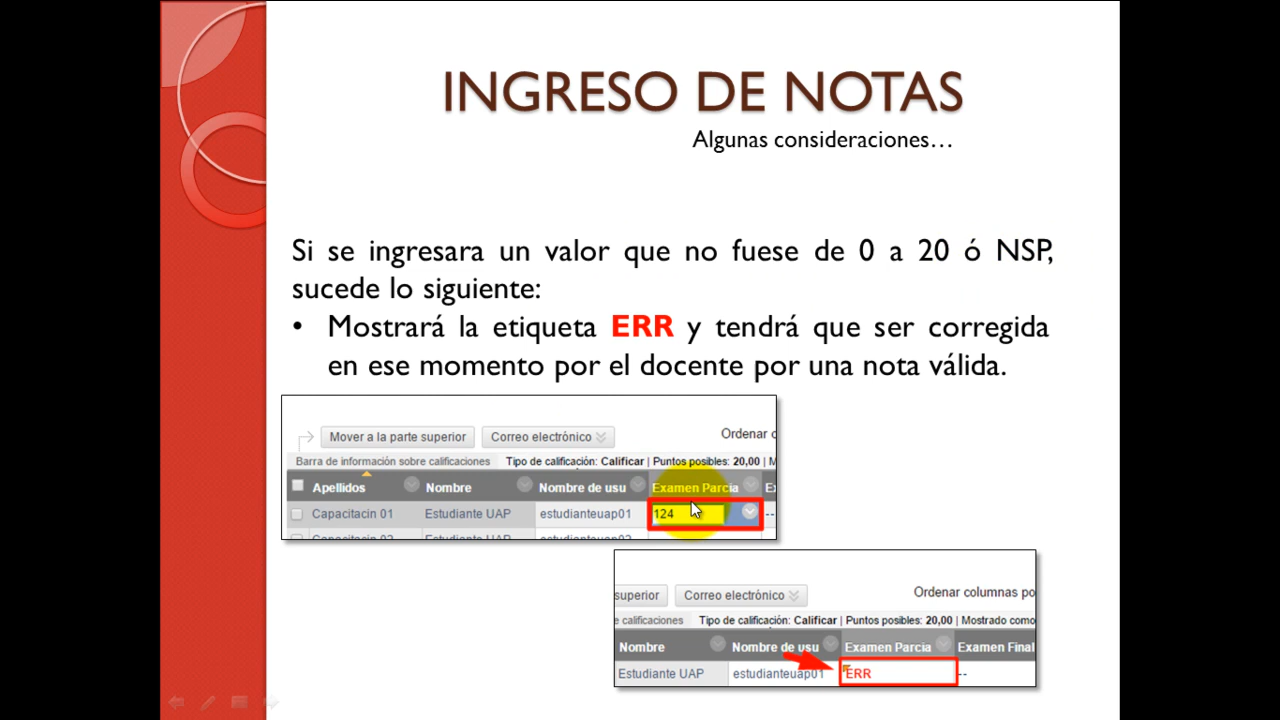 INGRESO DE NOTAS
Algunas consideraciones…
Si se ingresara un valor que no fuese de 0 a 20 ó NSP,
sucede lo siguiente:
• Mostrará la etiqueta ERR y tendrá que ser corregida
en ese momento por el docente por una nota válida.
Mover a la parte superior Correo electrónico Ordenar c
Barra de información sobre calificaciones Tipo de calificación: Calificar | Puntos posibles: 20,00 | M
Apellidos Nombre Nombre de usu Examen Parcia E
Capacitacin 01 Estudiante UAP estudianteuap01 124 --
superior Correo electrónico Ordenar columnas po
e calificaciones Tipo de calificación: Calificar | Puntos posibles: 20,00 | Mostrado como
Nombre Nombre de usu Examen Parcia Examen Final
Estudiante UAP estudianteuap01 ERR --